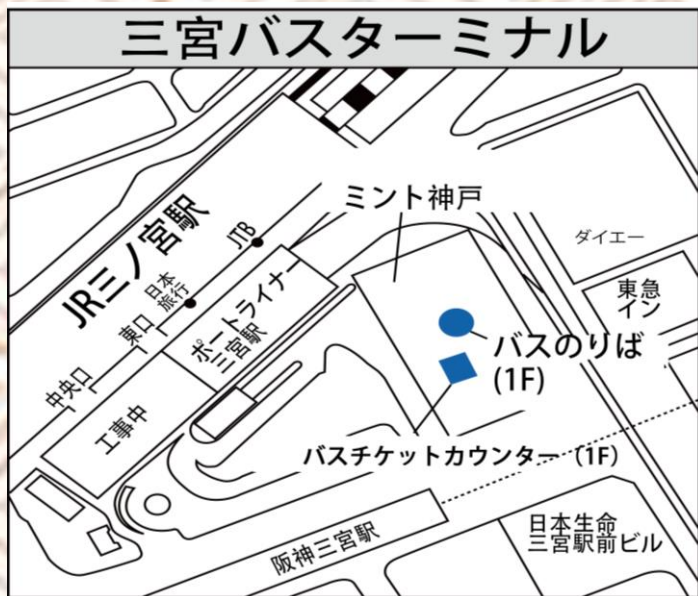 三宮バスターミナル
ミント神戸
JR三ノ宮駅
JTB
ダイエー
日本
旅行
ポートライナー
三宮駅
東急
イン
東口
バスのりば
(1F)
中央口
工事中
バスチケットカウンター（1F）
日本生命
三宮駅前ビル
阪神三宮駅